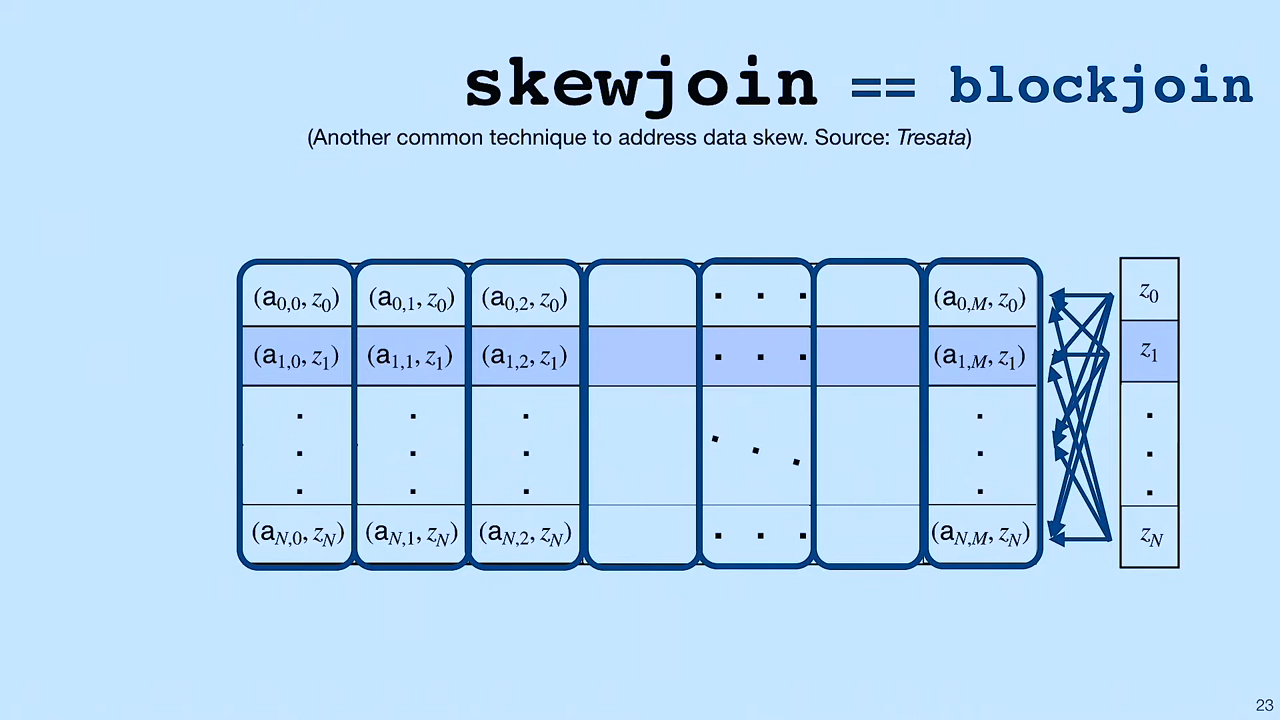 skewjoin == blockjoin
(Another common technique to address data skew. Source: Tresata)
(a0,0, z0) (a0,1, z0) (a0,2, z0) . . . (a0,M, z0) z0
(a1,0, z1) (a1,1, z1) (a1,2, z1) . . . (a1,M, z1) z1
(aN,0, zN) (aN,1, zN) (aN,2, zN) . . . (aN,M, zN) zN
23